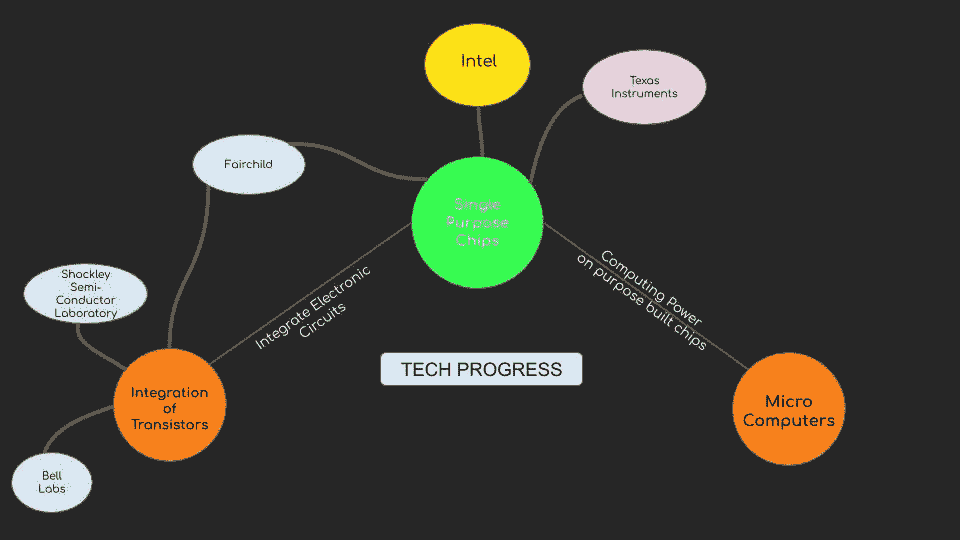 Intel
Texas
Instruments
Fairchild
Single
Purpose
Chips
Shockley
Semi-
Conductor
Laboratory
Integrate Electronic
Circuits
Computing Power
on purpose built chips
TECH PROGRESS
Integration
of
Transistors
Micro
Computers
Bell
Labs